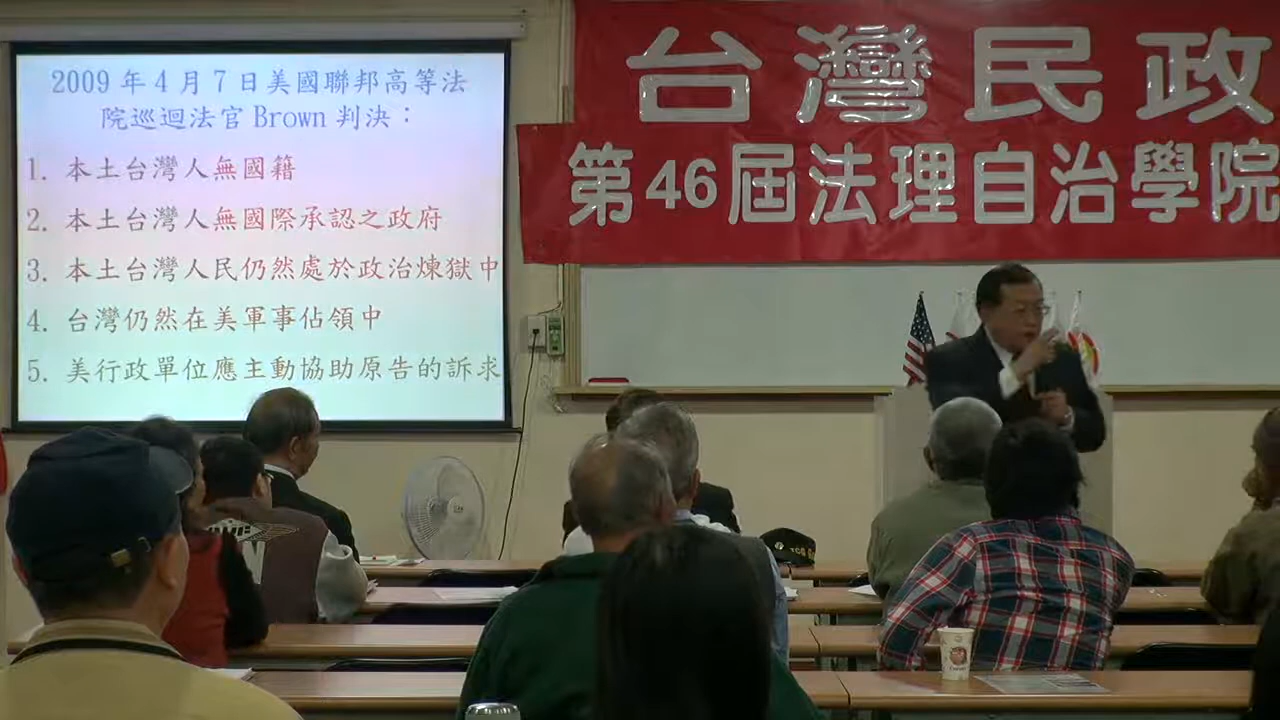 2009 年 4 月 7 日美國聯邦高等法
院巡迴法官 Brown 判決：
1. 本土台灣人無國籍
2. 本土台灣人無國際承認之政府
3. 本土台灣人民仍然處於政治煉獄中
4. 台灣仍然在美軍事佔領中
5. 美行政單位應主動協助原告的訴求
台灣民政
第46屆法理自治學院